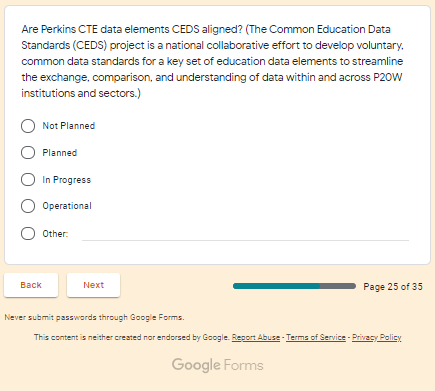 Are Perkins CTE data elements CEDS aligned? (The Common Education Data
Standards (CEDS) project is a national collaborative effort to develop voluntary,
common data standards for a key set of education data elements to streamline
the exchange, comparison, and understanding of data within and across P20W
institutions and sectors.)
Not Planned
Planned
In Progress
Operational
Other:
Back Next Page 25 of 35
Never submit passwords through Google Forms.
This content is neither created nor endorsed by Google. Report Abuse - Terms of Service - Privacy Policy
Google Forms